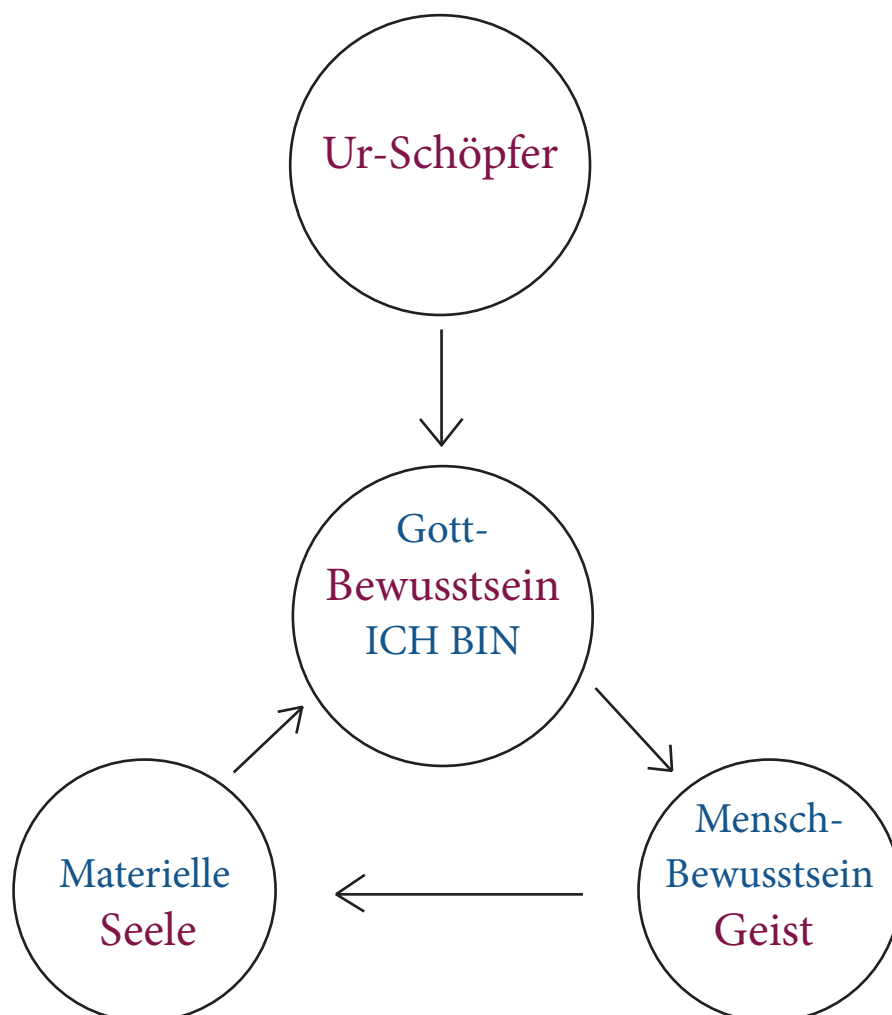 Ur-Schöpfer
Gott-
Bewusstsein
ICH BIN
Materielle
Seele
Mensch-
Bewusstsein
Geist